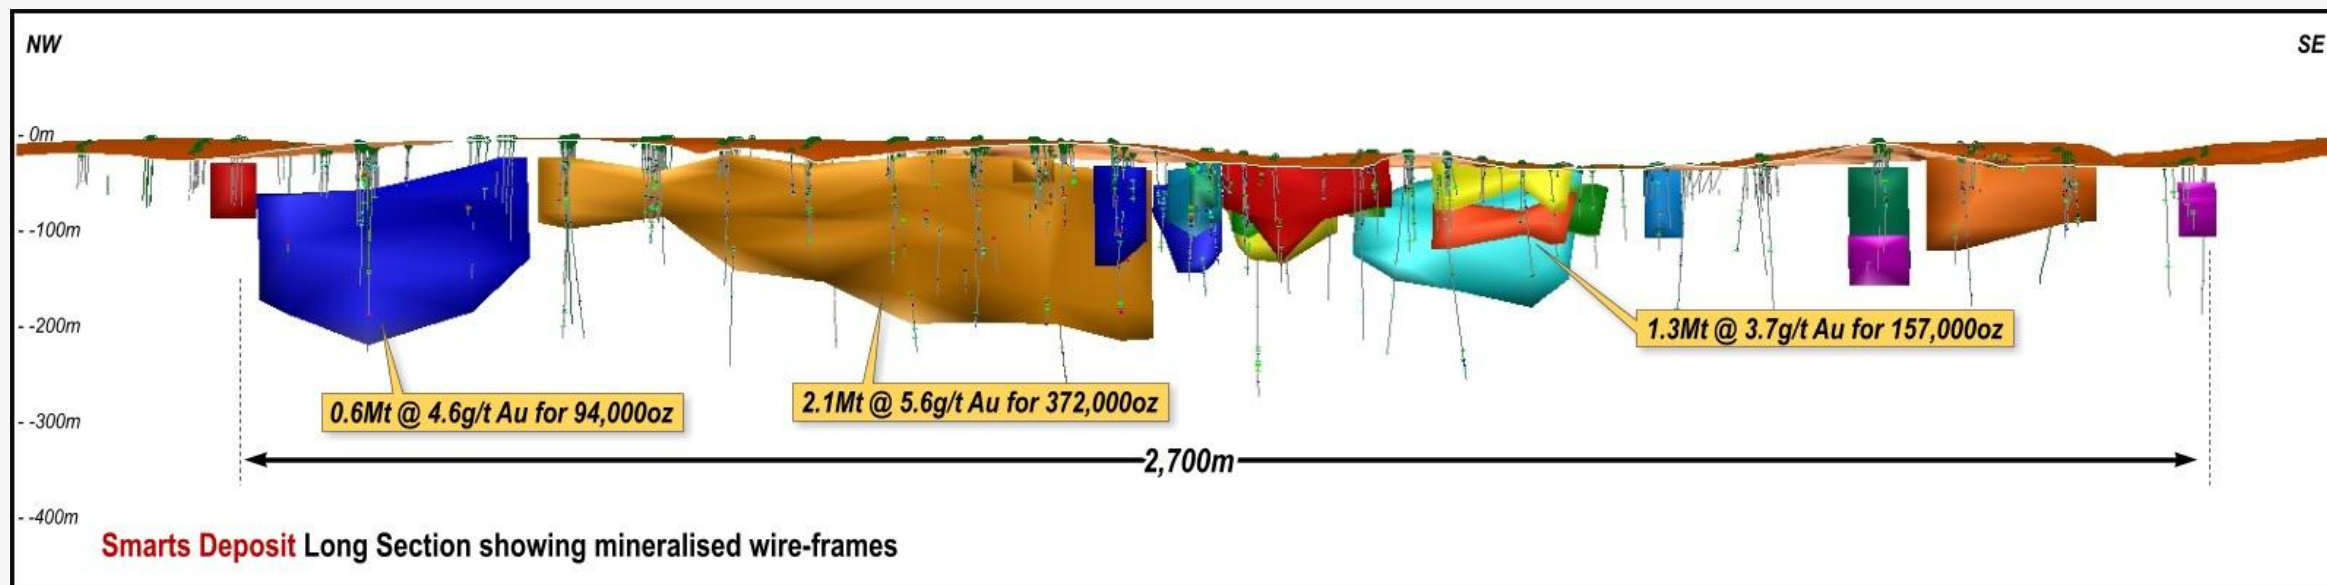 NW
SE
- 0m
- -100m
- -200m
- -300m
- -400m
0.6Mt @ 4.6g/t Au for 94,000oz
2.1Mt @ 5.6g/t Au for 372,000oz
1.3Mt @ 3.7g/t Au for 157,000oz
2,700m
Smarts Deposit Long Section showing mineralised wire-frames